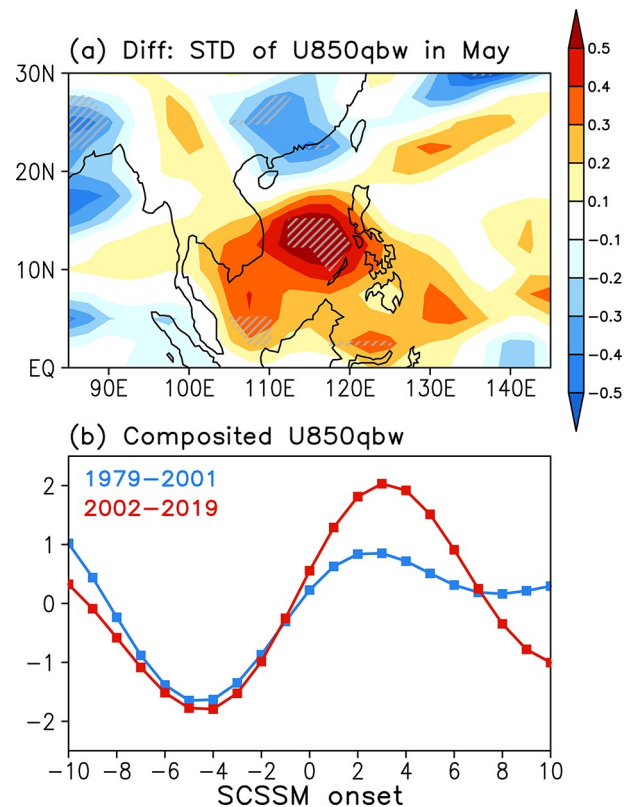 (a) Diff: STD of U850qbw in May
30N
20N
10N
EQ
90E 100E 110E 120E 130E 140E
0.5
0.4
0.3
0.2
0.1
−0.1
−0.2
−0.3
−0.4
−0.5
(b) Composited U850qbw
1979−2001
2002−2019
2
1
0
−1
−2
−10 −8 −6 −4 −2 0 2 4 6 8 10
SCSSM onset